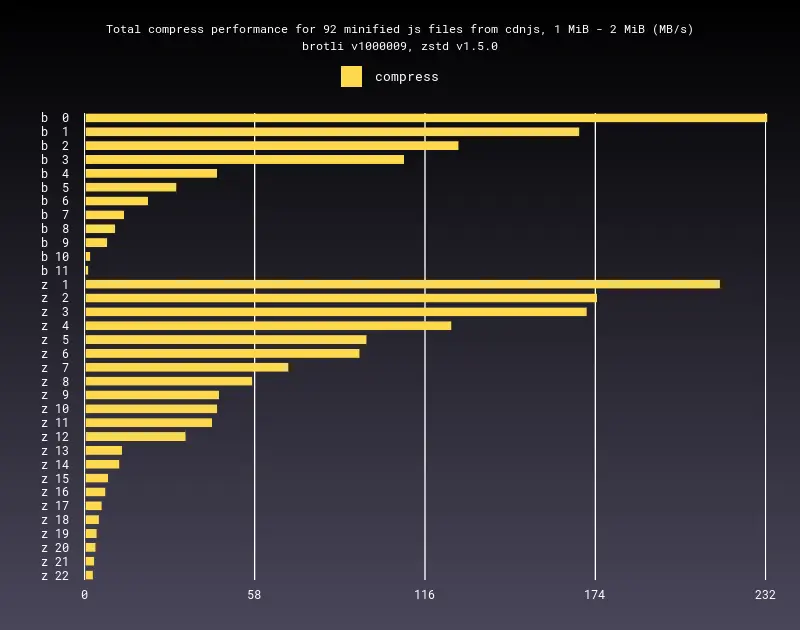 Total compress performance for 92 minified js files from cdnjs, 1 MiB - 2 MiB (MB/s)
brotli v1000009, zstd v1.5.0
compress
b 0
b 1
b 2
b 3
b 4
b 5
b 6
b 7
b 8
b 9
b 10
b 11
z 1
z 2
z 3
z 4
z 5
z 6
z 7
z 8
z 9
z 10
z 11
z 12
z 13
z 14
z 15
z 16
z 17
z 18
z 19
z 20
z 21
z 22
0 58 116 174 232